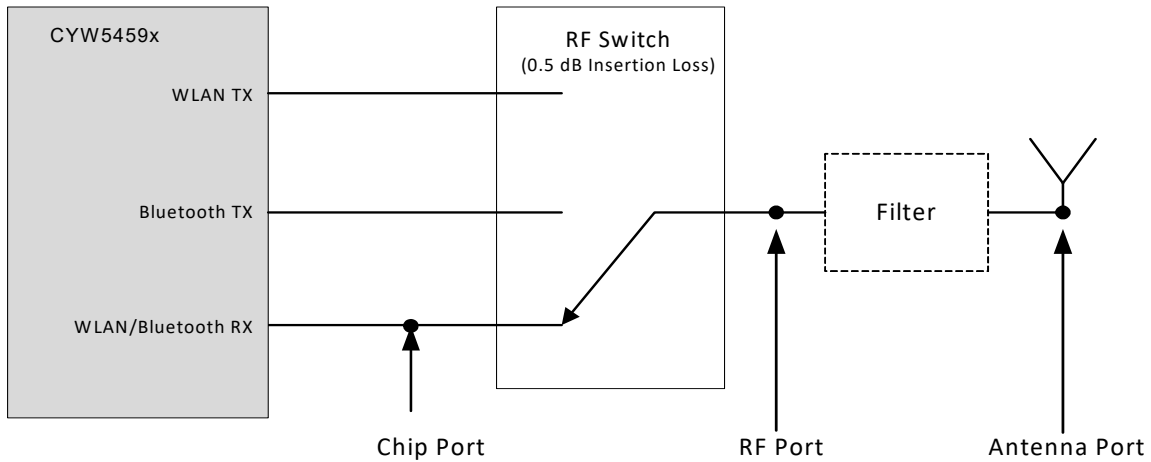 CYW5459x
RF Switch
(0.5 dB Insertion Loss)
WLAN TX
Bluetooth TX
Filter
WLAN/Bluetooth RX
Chip Port
RF Port
Antenna Port